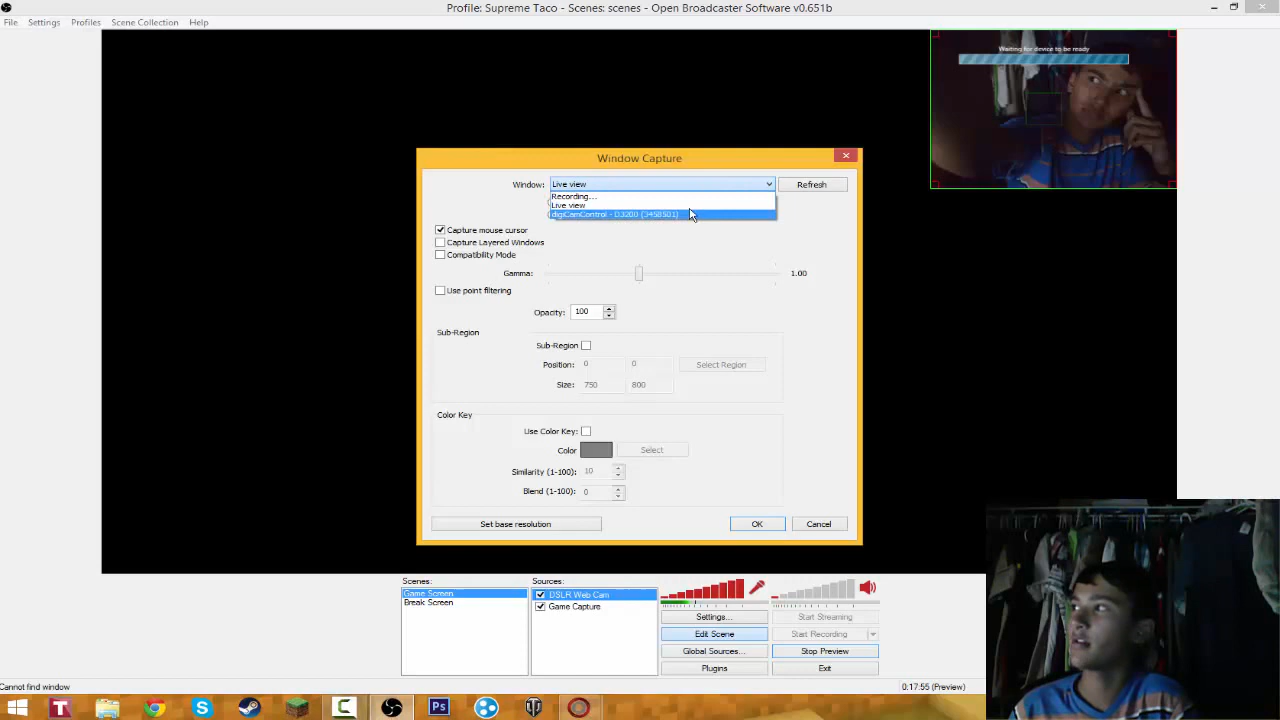 Profile: Supreme Taco - Scenes: scenes - Open Broadcaster Software v0.651b
File Settings Profiles Scene Collection Help
Waiting for device to be ready
Window Capture
Window: Live view Refresh
Recording...
Live view
digiCamControl - D3200 (3458501)
Capture mouse cursor
Capture Layered Windows
Compatibility Mode
Gamma: 1.00
Use point filtering
Opacity: 100
Sub-Region
Sub-Region
Position: 0 0 Select Region
Size: 750 800
Color Key
Use Color Key:
Color Select
Similarity (1-100): 10
Blend (1-100): 0
Set base resolution OK Cancel
Scenes: Sources:
Game Screen
Break Screen
DSLR Web Cam
Game Capture
Settings... Start Streaming
Edit Scene Start Recording
Global Sources... Stop Preview
Plugins Exit
Cannot find window 0:17:55 (Preview)
T
S
Ps